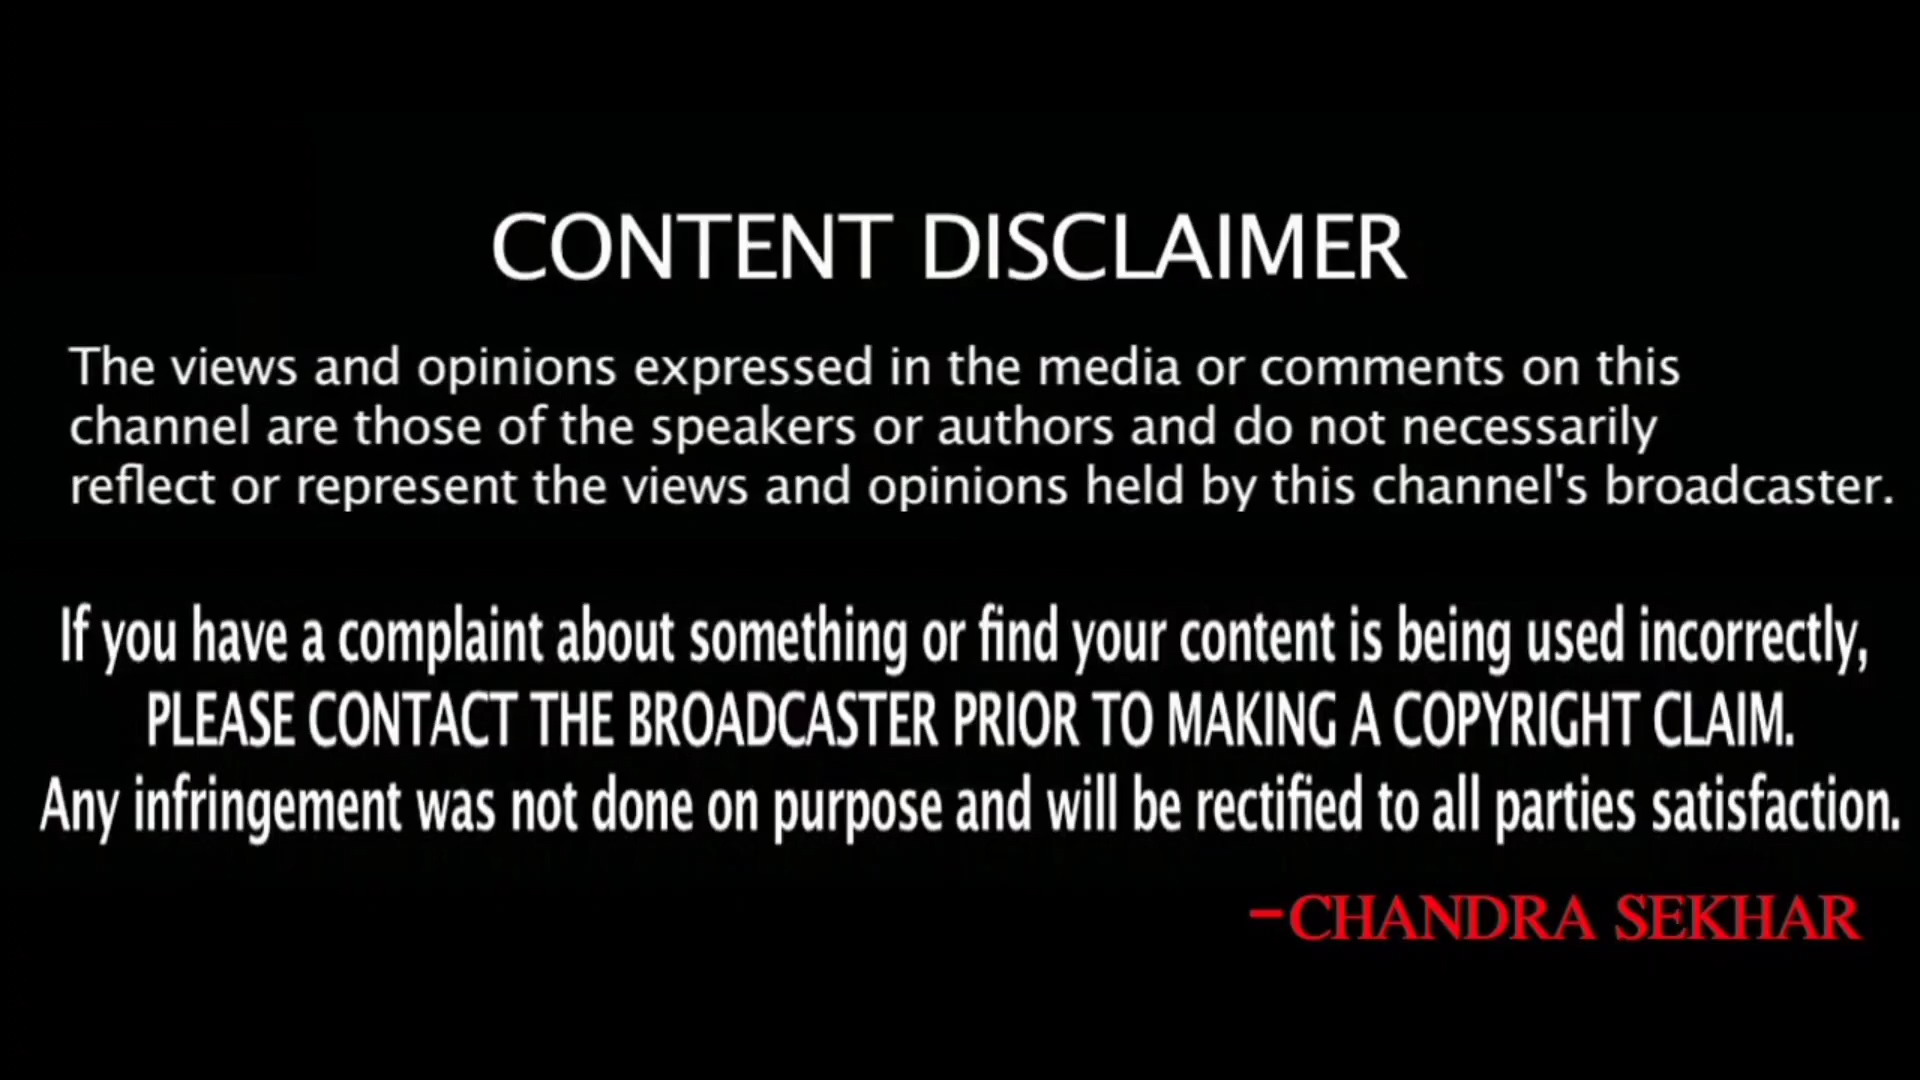 CONTENT DISCLAIMER
The views and opinions expressed in the media or comments on this
channel are those of the speakers or authors and do not necessarily
reflect or represent the views and opinions held by this channel's broadcaster.
If you have a complaint about something or find your content is being used incorrectly,
PLEASE CONTACT THE BROADCASTER PRIOR TO MAKING A COPYRIGHT CLAIM.
Any infringement was not done on purpose and will be rectified to all parties satisfaction.
-CHANDRA SEKHAR